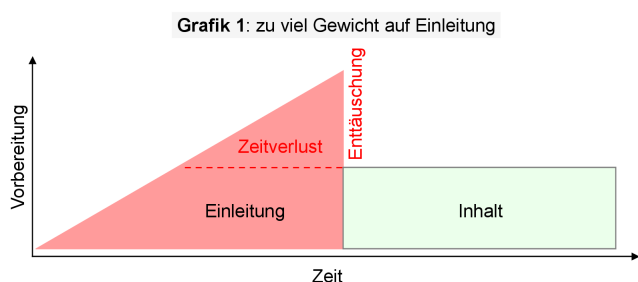 Grafik 1: zu viel Gewicht auf Einleitung
Vorbereitung
Zeitverlust
Enttäuschung
Einleitung
Inhalt
Zeit